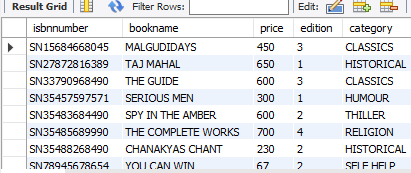 Result Grid Filter Rows: Edit:
isbnnumber bookname price edition category
SN15684668045 MALGUDIDAYS 450 3 CLASSICS
SN27872816389 TAJ MAHAL 650 1 HISTORICAL
SN33790968490 THE GUIDE 600 3 CLASSICS
SN35457597571 SERIOUS MEN 300 1 HUMOUR
SN35483684490 SPY IN THE AMBER 600 2 THILLER
SN35485689990 THE COMPLETE WORKS 700 4 RELIGION
SN35488268490 CHANAKYAS CHANT 230 2 HISTORICAL
SN78945678654 YOU CAN WIN 67 2 SELF HELP